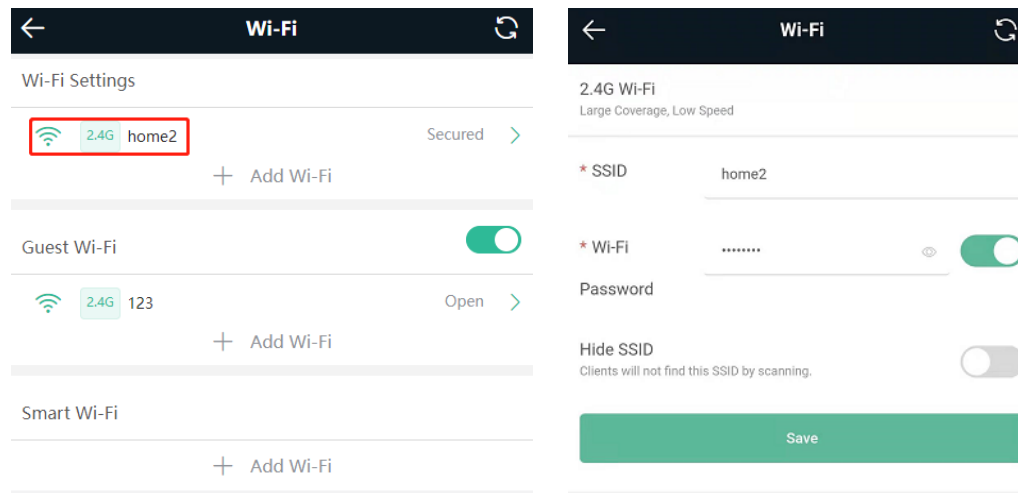 Wi-Fi
Wi-Fi Settings
2.4G home2 Secured
Add Wi-Fi
Guest Wi-Fi
2.4G 123 Open
Add Wi-Fi
Smart Wi-Fi
Add Wi-Fi
Wi-Fi
2.4G Wi-Fi
Large Coverage, Low Speed
* SSID home2
* Wi-Fi ········
Password
Hide SSID
Clients will not find this SSID by scanning.
Save